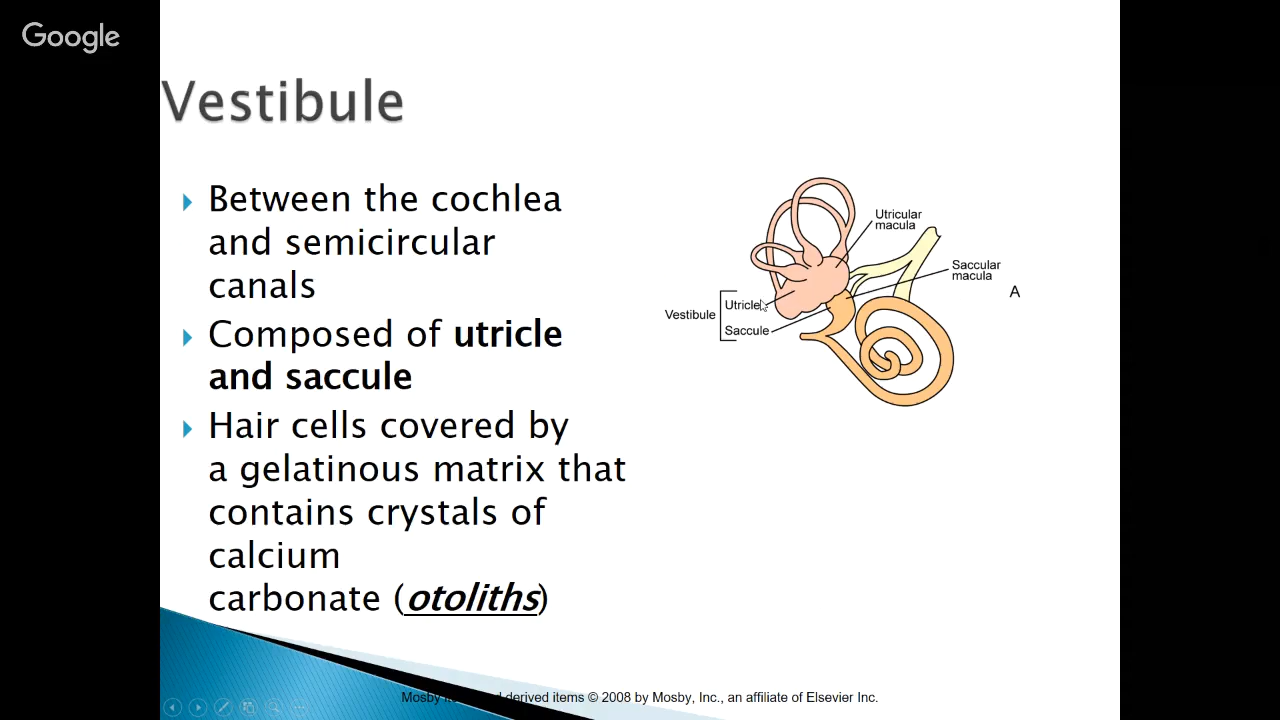 Google
Vestibule
Between the cochlea
and semicircular
canals
Composed of utricle
and saccule
Hair cells covered by
a gelatinous matrix that
contains crystals of
calcium
carbonate (otoliths)
Utricular
macula
Saccular
macula
A
Utricle
Vestibule
Saccule
Mosby derived items © 2008 by Mosby, Inc., an affiliate of Elsevier Inc.